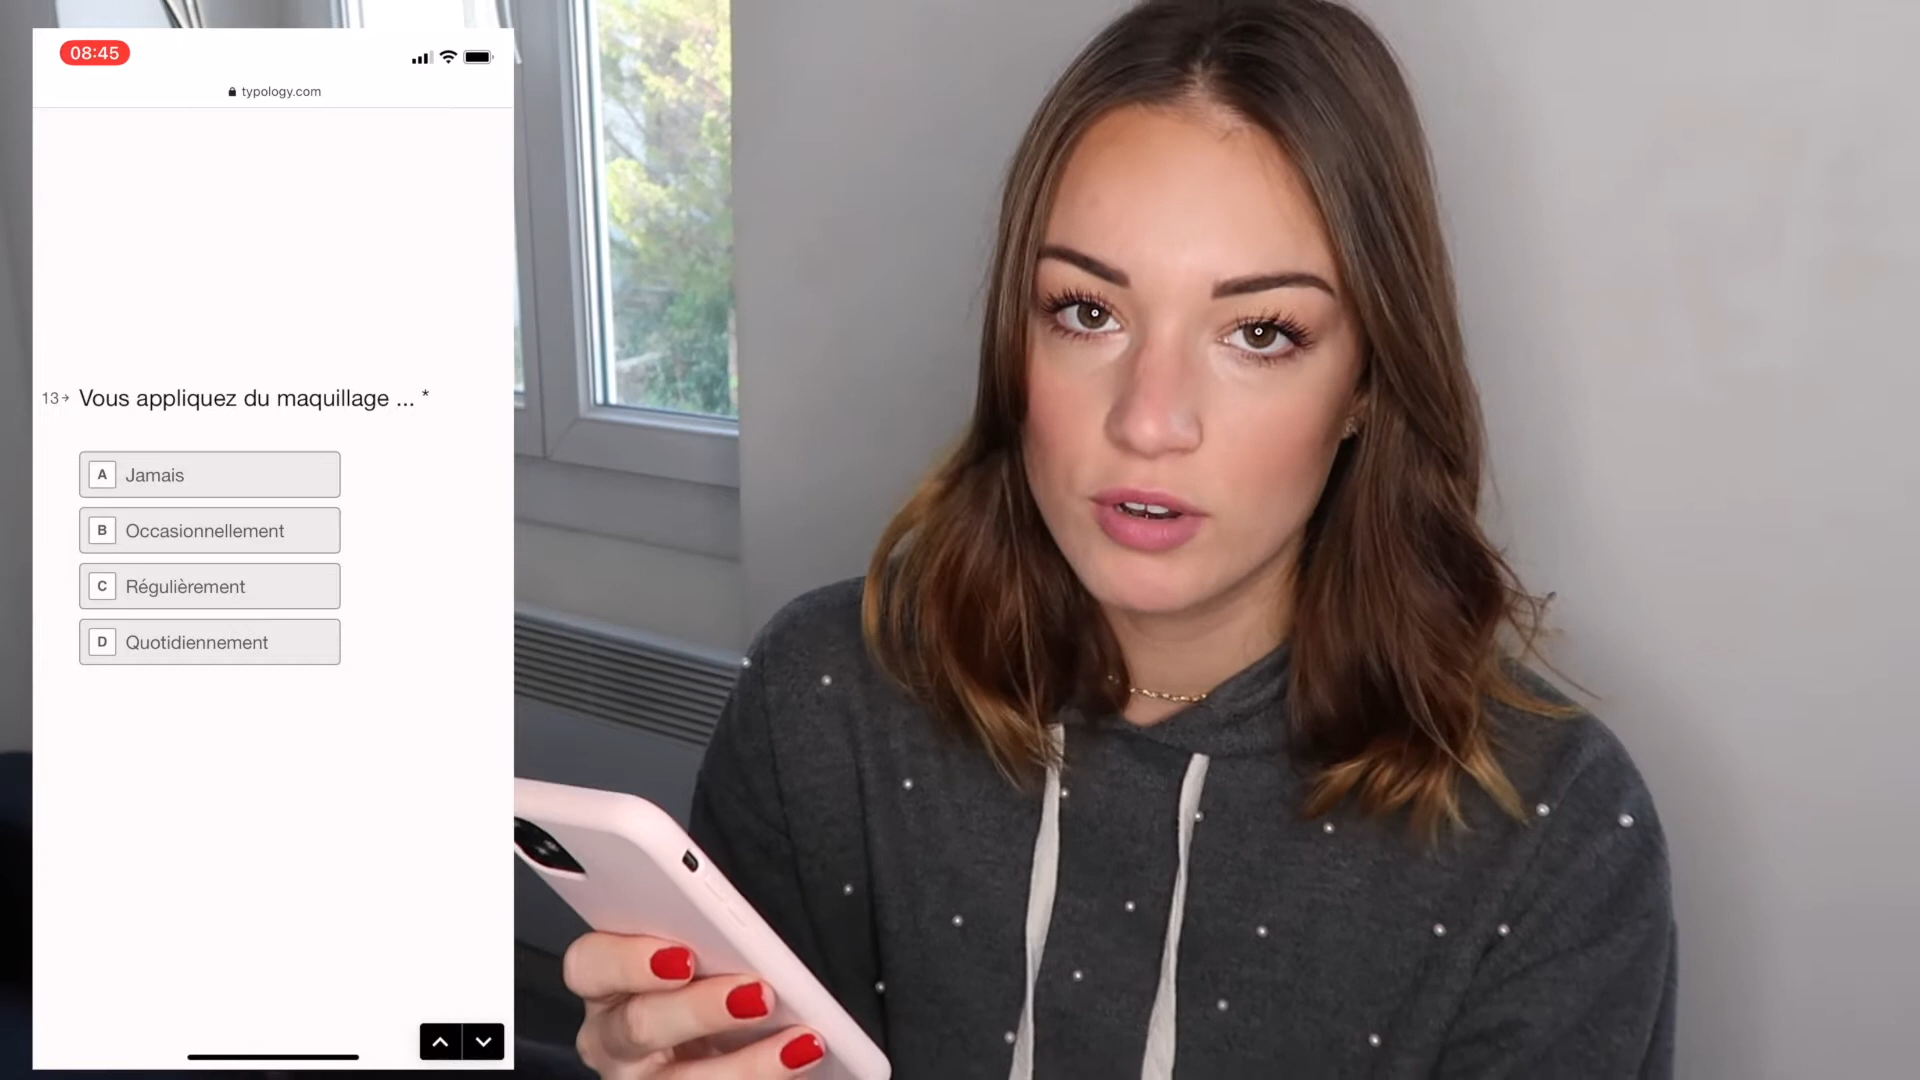 08:45
typology.com
13→ Vous appliquez du maquillage ... *
A Jamais
B Occasionnellement
C Régulièrement
D Quotidiennement